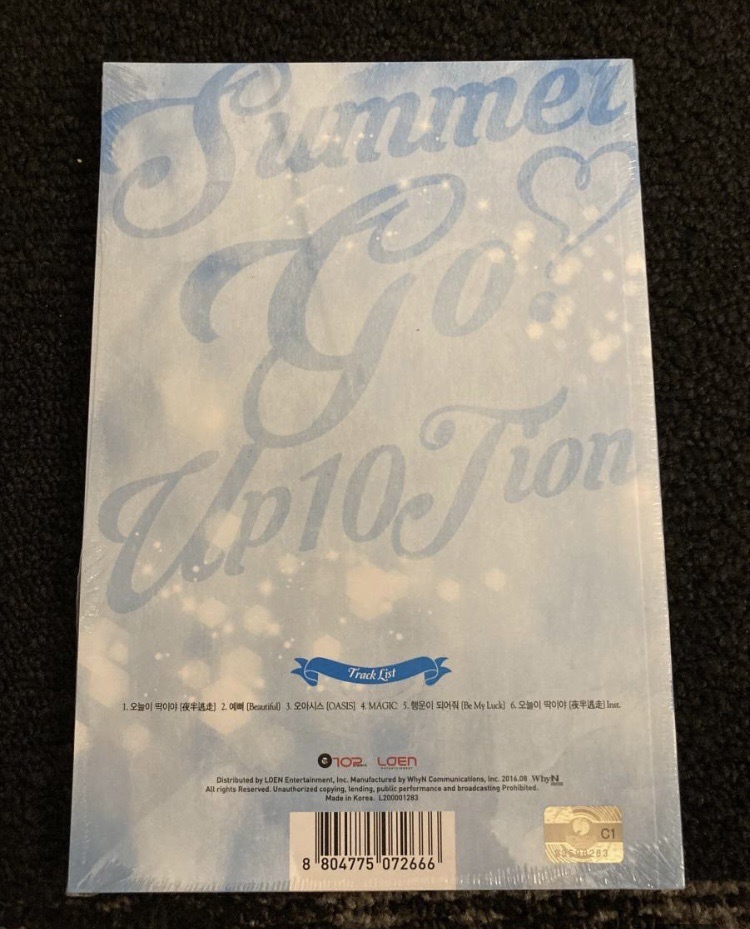 Summer
Go!
Up10Tion
Track List
1. 오늘이 딱이야 [夜半逃走] 2. 예뻐 [Beautiful] 3. 오아시스 [OASIS] 4. MAGIC 5. 행운이 되어줘 [Be My Luck] 6. 오늘이 딱이야 [夜半逃走] Inst.
LOEN
ENTERTAINMENT
Distributed by LOEN Entertainment, Inc. Manufactured by WhyN Communications, Inc. 2016.08 WhyN
All rights Reserved. Unauthorized copying, lending, public performance and broadcasting Prohibited.
Made in Korea. L200001283
C1
8 804775 072666